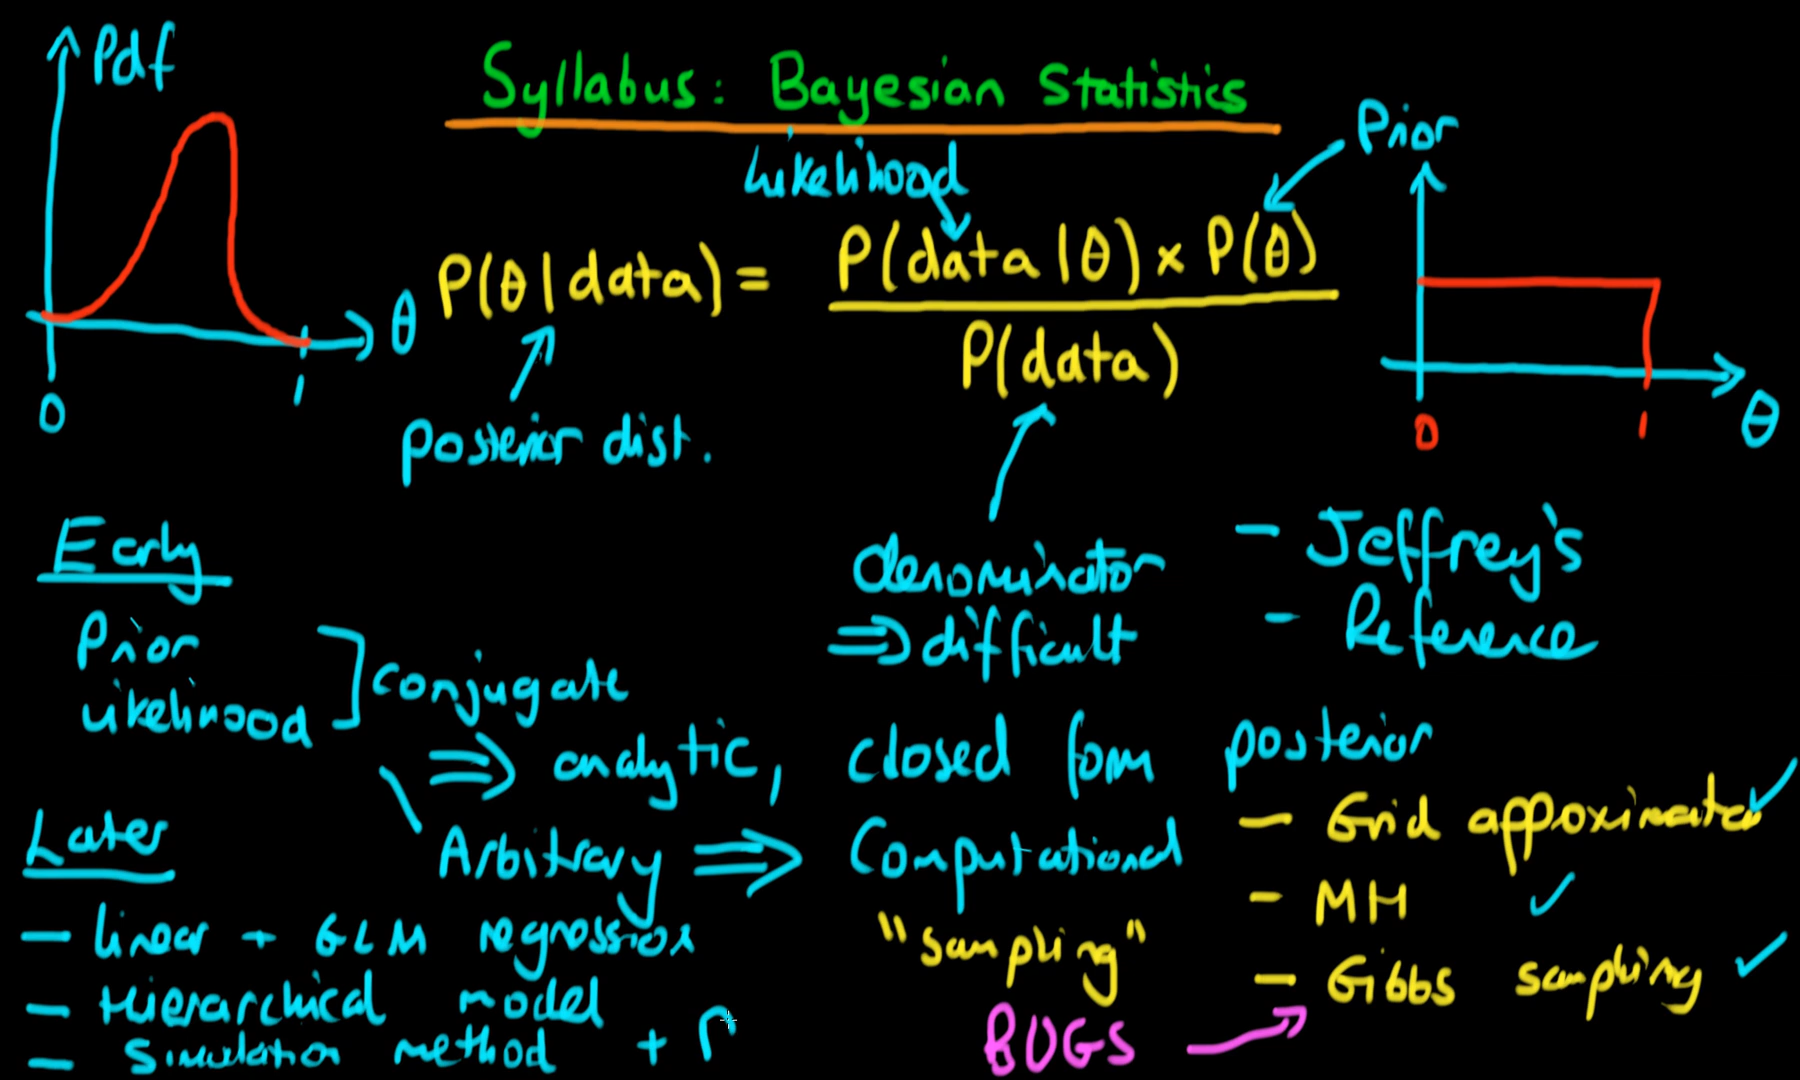 Pdf
Syllabus: Bayesian Statistics
Prior
Likelihood
P(θ|data) = P(data|θ) × P(θ)
P(data)
θ
0
1
posterior dist.
0
1
θ
Early
Prior
Likelihood
conjugate
⇒ analytic, closed form posterior
denominator
⇒ difficult
- Jeffrey's
- Reference
Arbitrary ⇒ Computational
"sampling"
BUGS
- Grid approximation
- MH
- Gibbs sampling
Later
- linear + GLM regression
- Hierarchical model
- Simulation method +